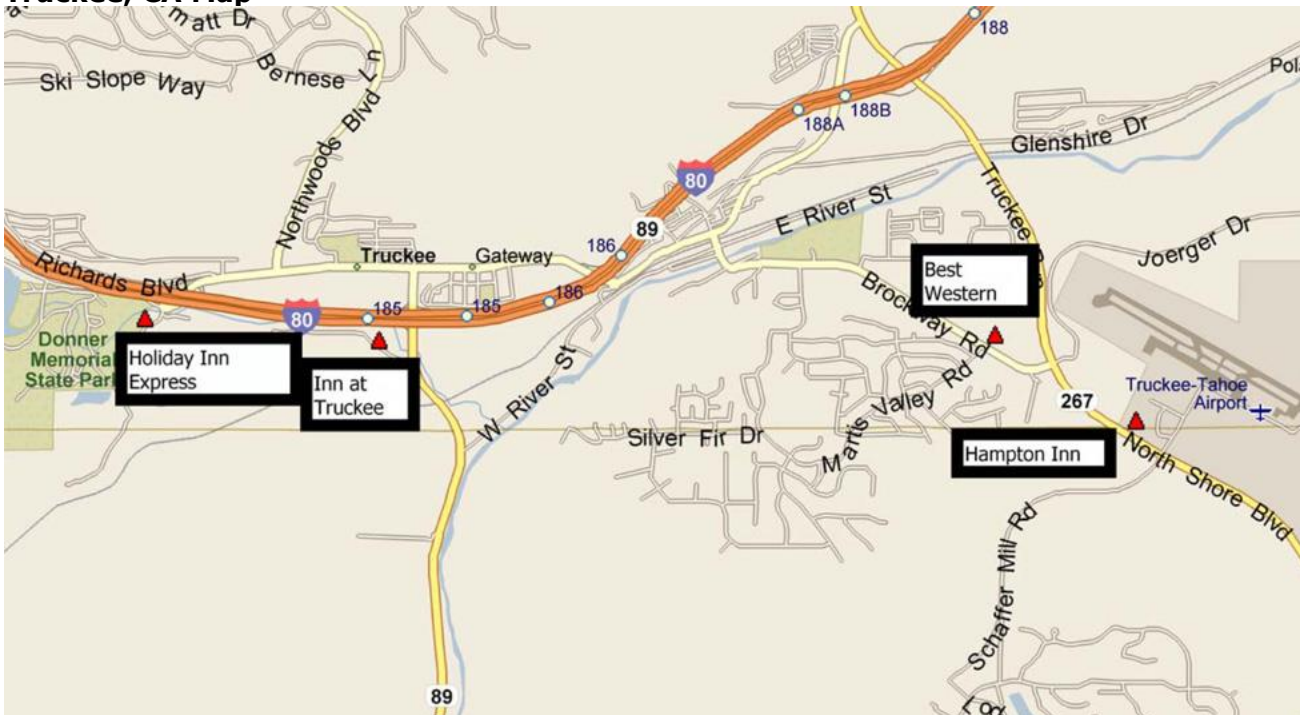 Truckee, CA Map
matt Dr
Bernese
Ski Slope Way
Northwoods Blvd Ln
188
188B
188A
80
Glenshire Dr
E River St
Truckee
89
186
Gateway
Truckee
Joerger Dr
Richards Blvd
Best
Western
Brockway Rd
80
185
185
186
Donner
Memorial
State Park
Holiday Inn
Express
Inn at
Truckee
W River St
Silver Fir Dr
Martis Valley Rd
267
Truckee-Tahoe
Airport
Hampton Inn
North Shore Blvd
Schaffer Mill Rd
89